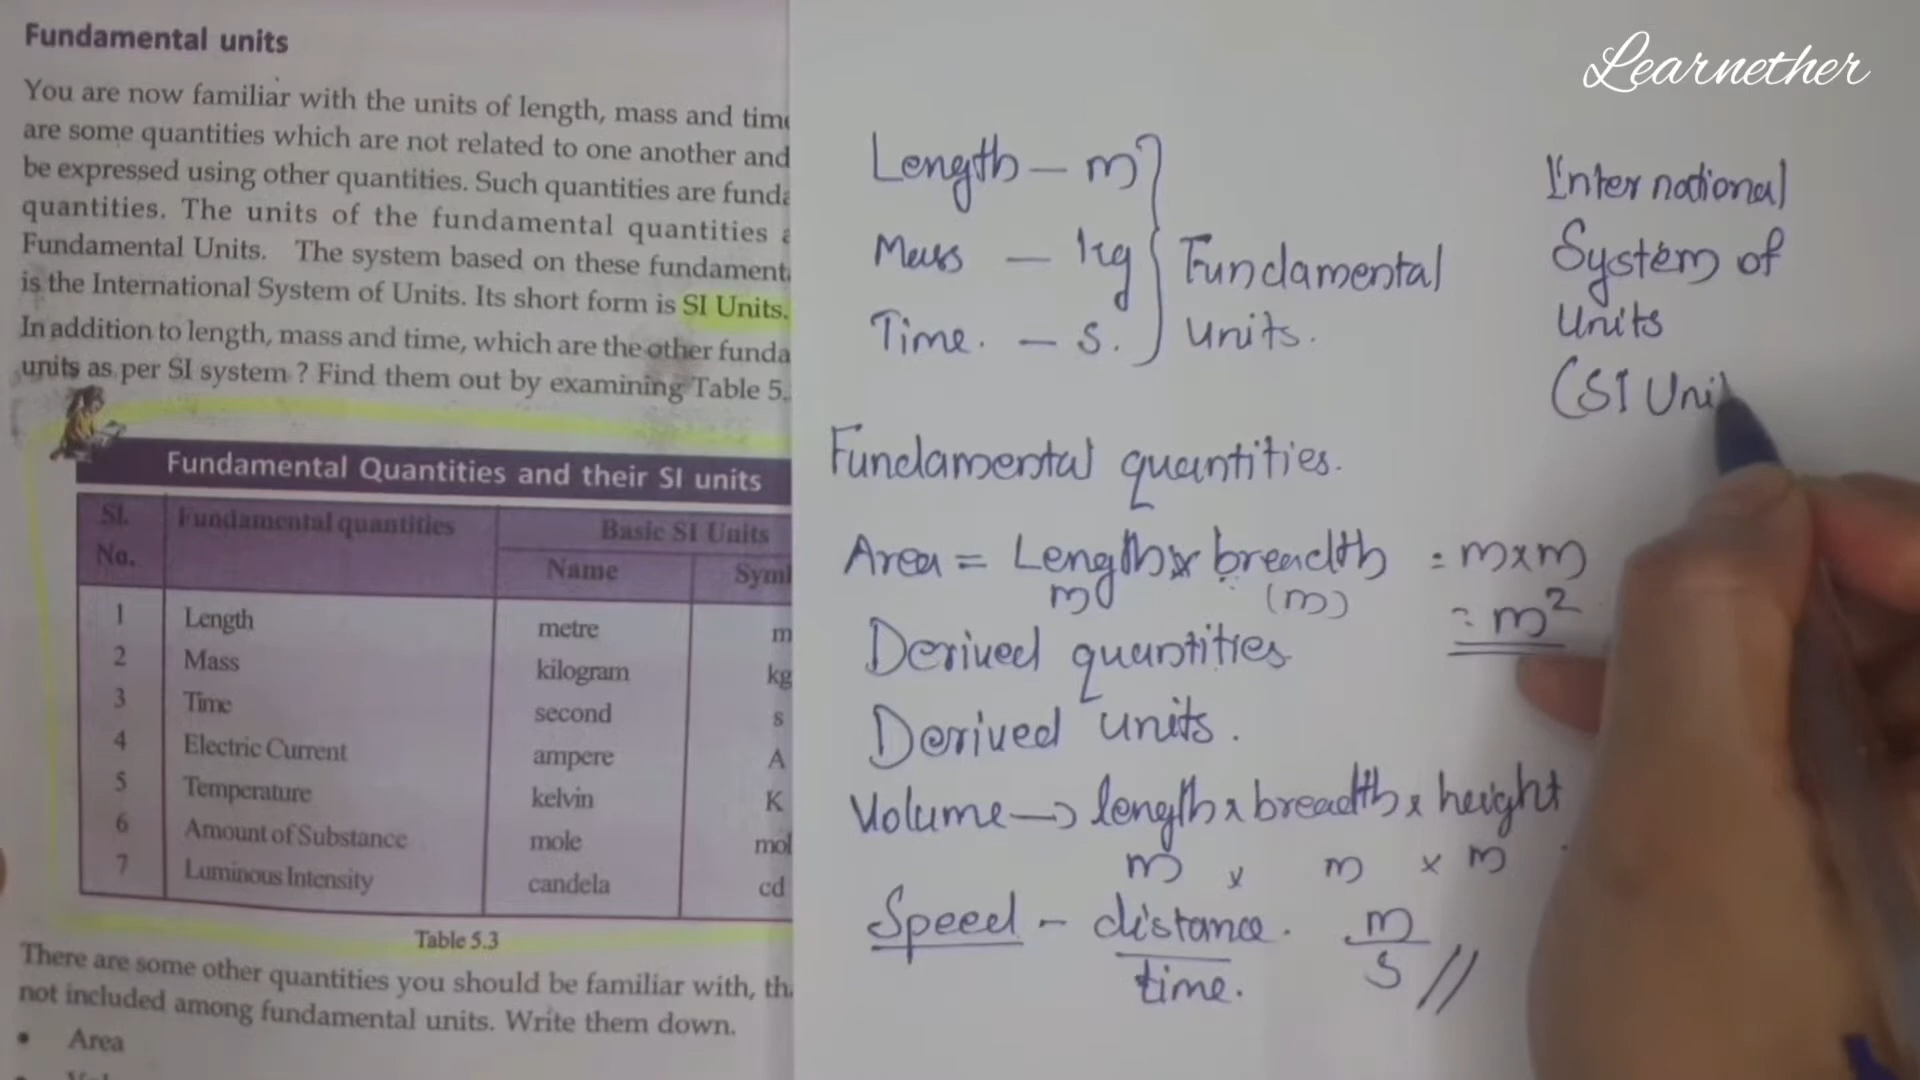 Fundamental units
You are now familiar with the units of length, mass and
are some quantities which are not related to one another and
be expressed using other quantities. Such quantities are
quantities. The units of the fundamental quantities
Fundamental Units. The system based on these
is the International System of Units. Its short form is SI Units.
In addition to length, mass and time, which are the other
units as per SI system ? Find them out by examining Table 5.
Fundamental Quantities and their SI units
Sl. No.
Fundamental quantities
Basic SI Units
Name
1 Length metre m
2 Mass kilogram kg
3 Time second s
4 Electric Current ampere A
5 Temperature kelvin K
6 Amount of Substance mole mol
7 Luminous Intensity candela cd
Table 5.3
There are some other quantities you should be familiar with,
not included among fundamental units. Write them down.
• Area
Learnether
Length – m
Mass – kg
Time. – s.
Fundamental
units.
International
System of
Units
(SI Uni
Fundamental quantities.
Area = Length x breadth = m x m
m (m) = m²
Derived quantities
Derived units.
Volume → length x breadth x height
m x m x m
Speed – distance. m
time. s //